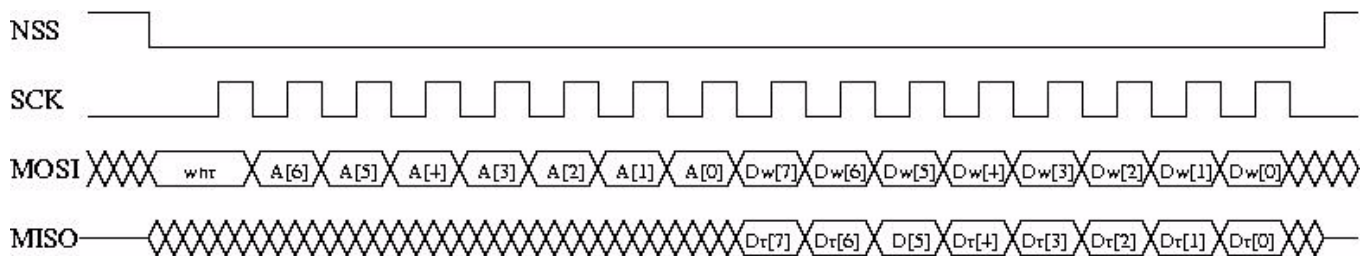 NSS
SCK
MOSI whr A[6] A[5] A[4] A[3] A[2] A[1] A[0] Dw[7] Dw[6] Dw[5] Dw[4] Dw[3] Dw[2] Dw[1] Dw[0]
MISO Dr[7] Dr[6] D[5] Dr[4] Dr[3] Dr[2] Dr[1] Dr[0]